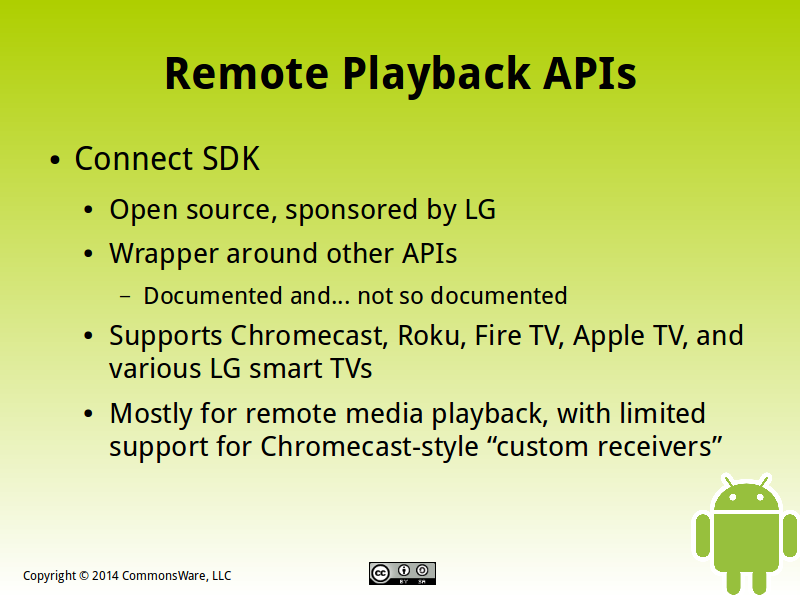 Remote Playback APIs
• Connect SDK
• Open source, sponsored by LG
• Wrapper around other APIs
– Documented and... not so documented
• Supports Chromecast, Roku, Fire TV, Apple TV, and
various LG smart TVs
• Mostly for remote media playback, with limited
support for Chromecast-style “custom receivers”
Copyright © 2014 CommonsWare, LLC
cc BY SA